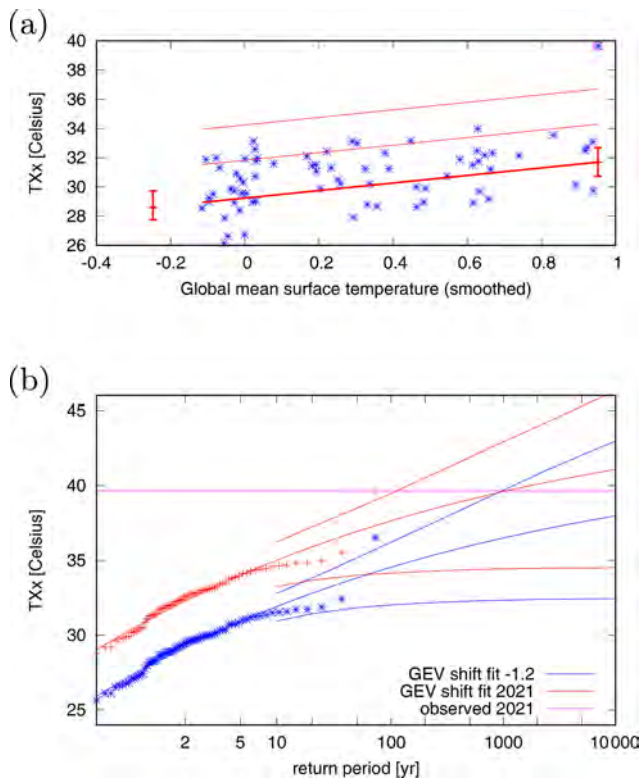 (a)
40
38
36
34
32
30
28
26
TXx [Celsius]
-0.4 -0.2 0 0.2 0.4 0.6 0.8 1
Global mean surface temperature (smoothed)
(b)
45
40
35
30
25
TXx [Celsius]
GEV shift fit -1.2
GEV shift fit 2021
observed 2021
2 5 10 100 1000 10000
return period [yr]